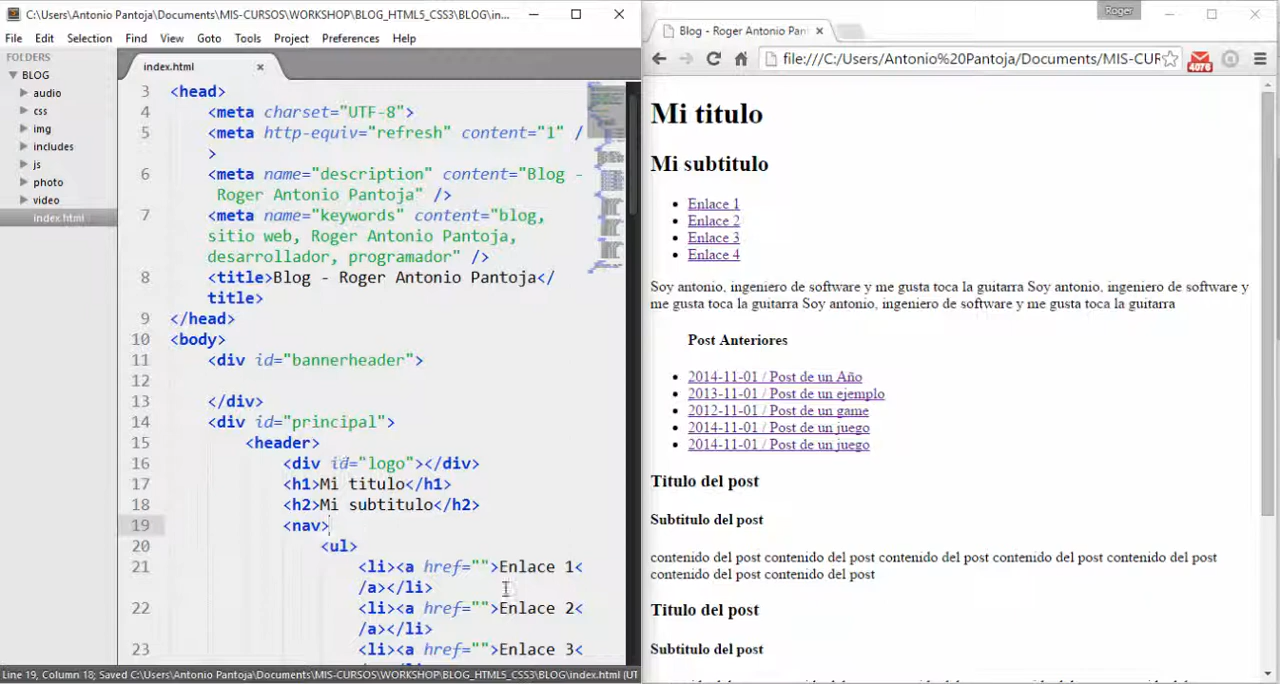 C:\Users\Antonio Pantoja\Documents\MIS-CURSOS\WORKSHOP\BLOG_HTML5_CSS3\BLOG\in...
File Edit Selection Find View Goto Tools Project Preferences Help
FOLDERS
BLOG
audio
css
img
includes
js
photo
video
index.html
index.html
3 <head>
4 <meta charset="UTF-8">
5 <meta http-equiv="refresh" content="1" /
>
6 <meta name="description" content="Blog -
Roger Antonio Pantoja" />
7 <meta name="keywords" content="blog,
sitio web, Roger Antonio Pantoja,
desarrollador, programador" />
8 <title>Blog - Roger Antonio Pantoja</
title>
9 </head>
10 <body>
11 <div id="bannerheader">
12
13 </div>
14 <div id="principal">
15 <header>
16 <div id="logo"></div>
17 <h1>Mi titulo</h1>
18 <h2>Mi subtitulo</h2>
19 <nav>
20 <ul>
21 <li><a href="">Enlace 1<
/a></li>
22 <li><a href="">Enlace 2<
/a></li>
23 <li><a href="">Enlace 3<
Line 19, Column 18; Saved C:\Users\Antonio Pantoja\Documents\MIS-CURSOS\WORKSHOP\BLOG_HTML5_CSS3\BLOG\index.html (UT
Roger
Blog - Roger Antonio Pant
file:///C:/Users/Antonio%20Pantoja/Documents/MIS-CUR
4076
Mi titulo
Mi subtitulo
Enlace 1
Enlace 2
Enlace 3
Enlace 4
Soy antonio, ingeniero de software y me gusta toca la guitarra Soy antonio, ingeniero de software y
me gusta toca la guitarra Soy antonio, ingeniero de software y me gusta toca la guitarra
Post Anteriores
2014-11-01 / Post de un Año
2013-11-01 / Post de un ejemplo
2012-11-01 / Post de un game
2014-11-01 / Post de un juego
2014-11-01 / Post de un juego
Titulo del post
Subtitulo del post
contenido del post contenido del post contenido del post contenido del post contenido del post
contenido del post contenido del post
Titulo del post
Subtitulo del post